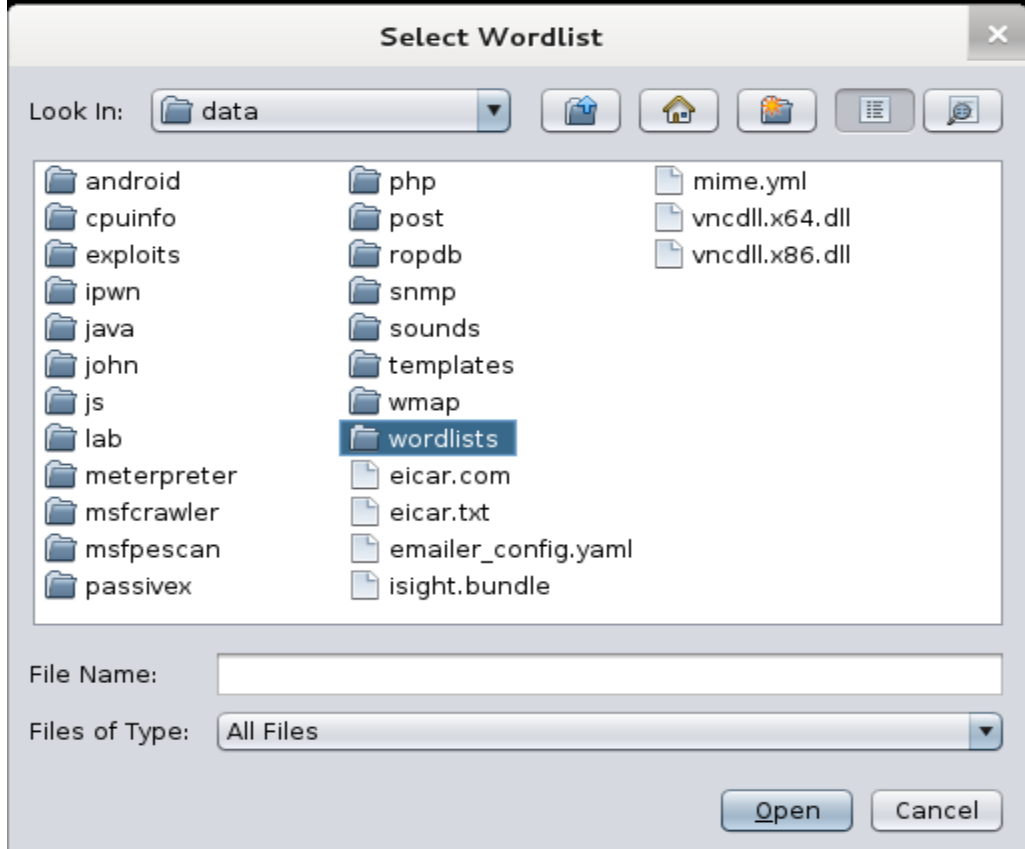 Select Wordlist
Look In: data
android
cpuinfo
exploits
ipwn
java
john
js
lab
meterpreter
msfcrawler
msfpescan
passivex
php
post
ropdb
snmp
sounds
templates
wmap
wordlists
eicar.com
eicar.txt
emailer_config.yaml
isight.bundle
mime.yml
vncdll.x64.dll
vncdll.x86.dll
File Name:
Files of Type: All Files
Open Cancel